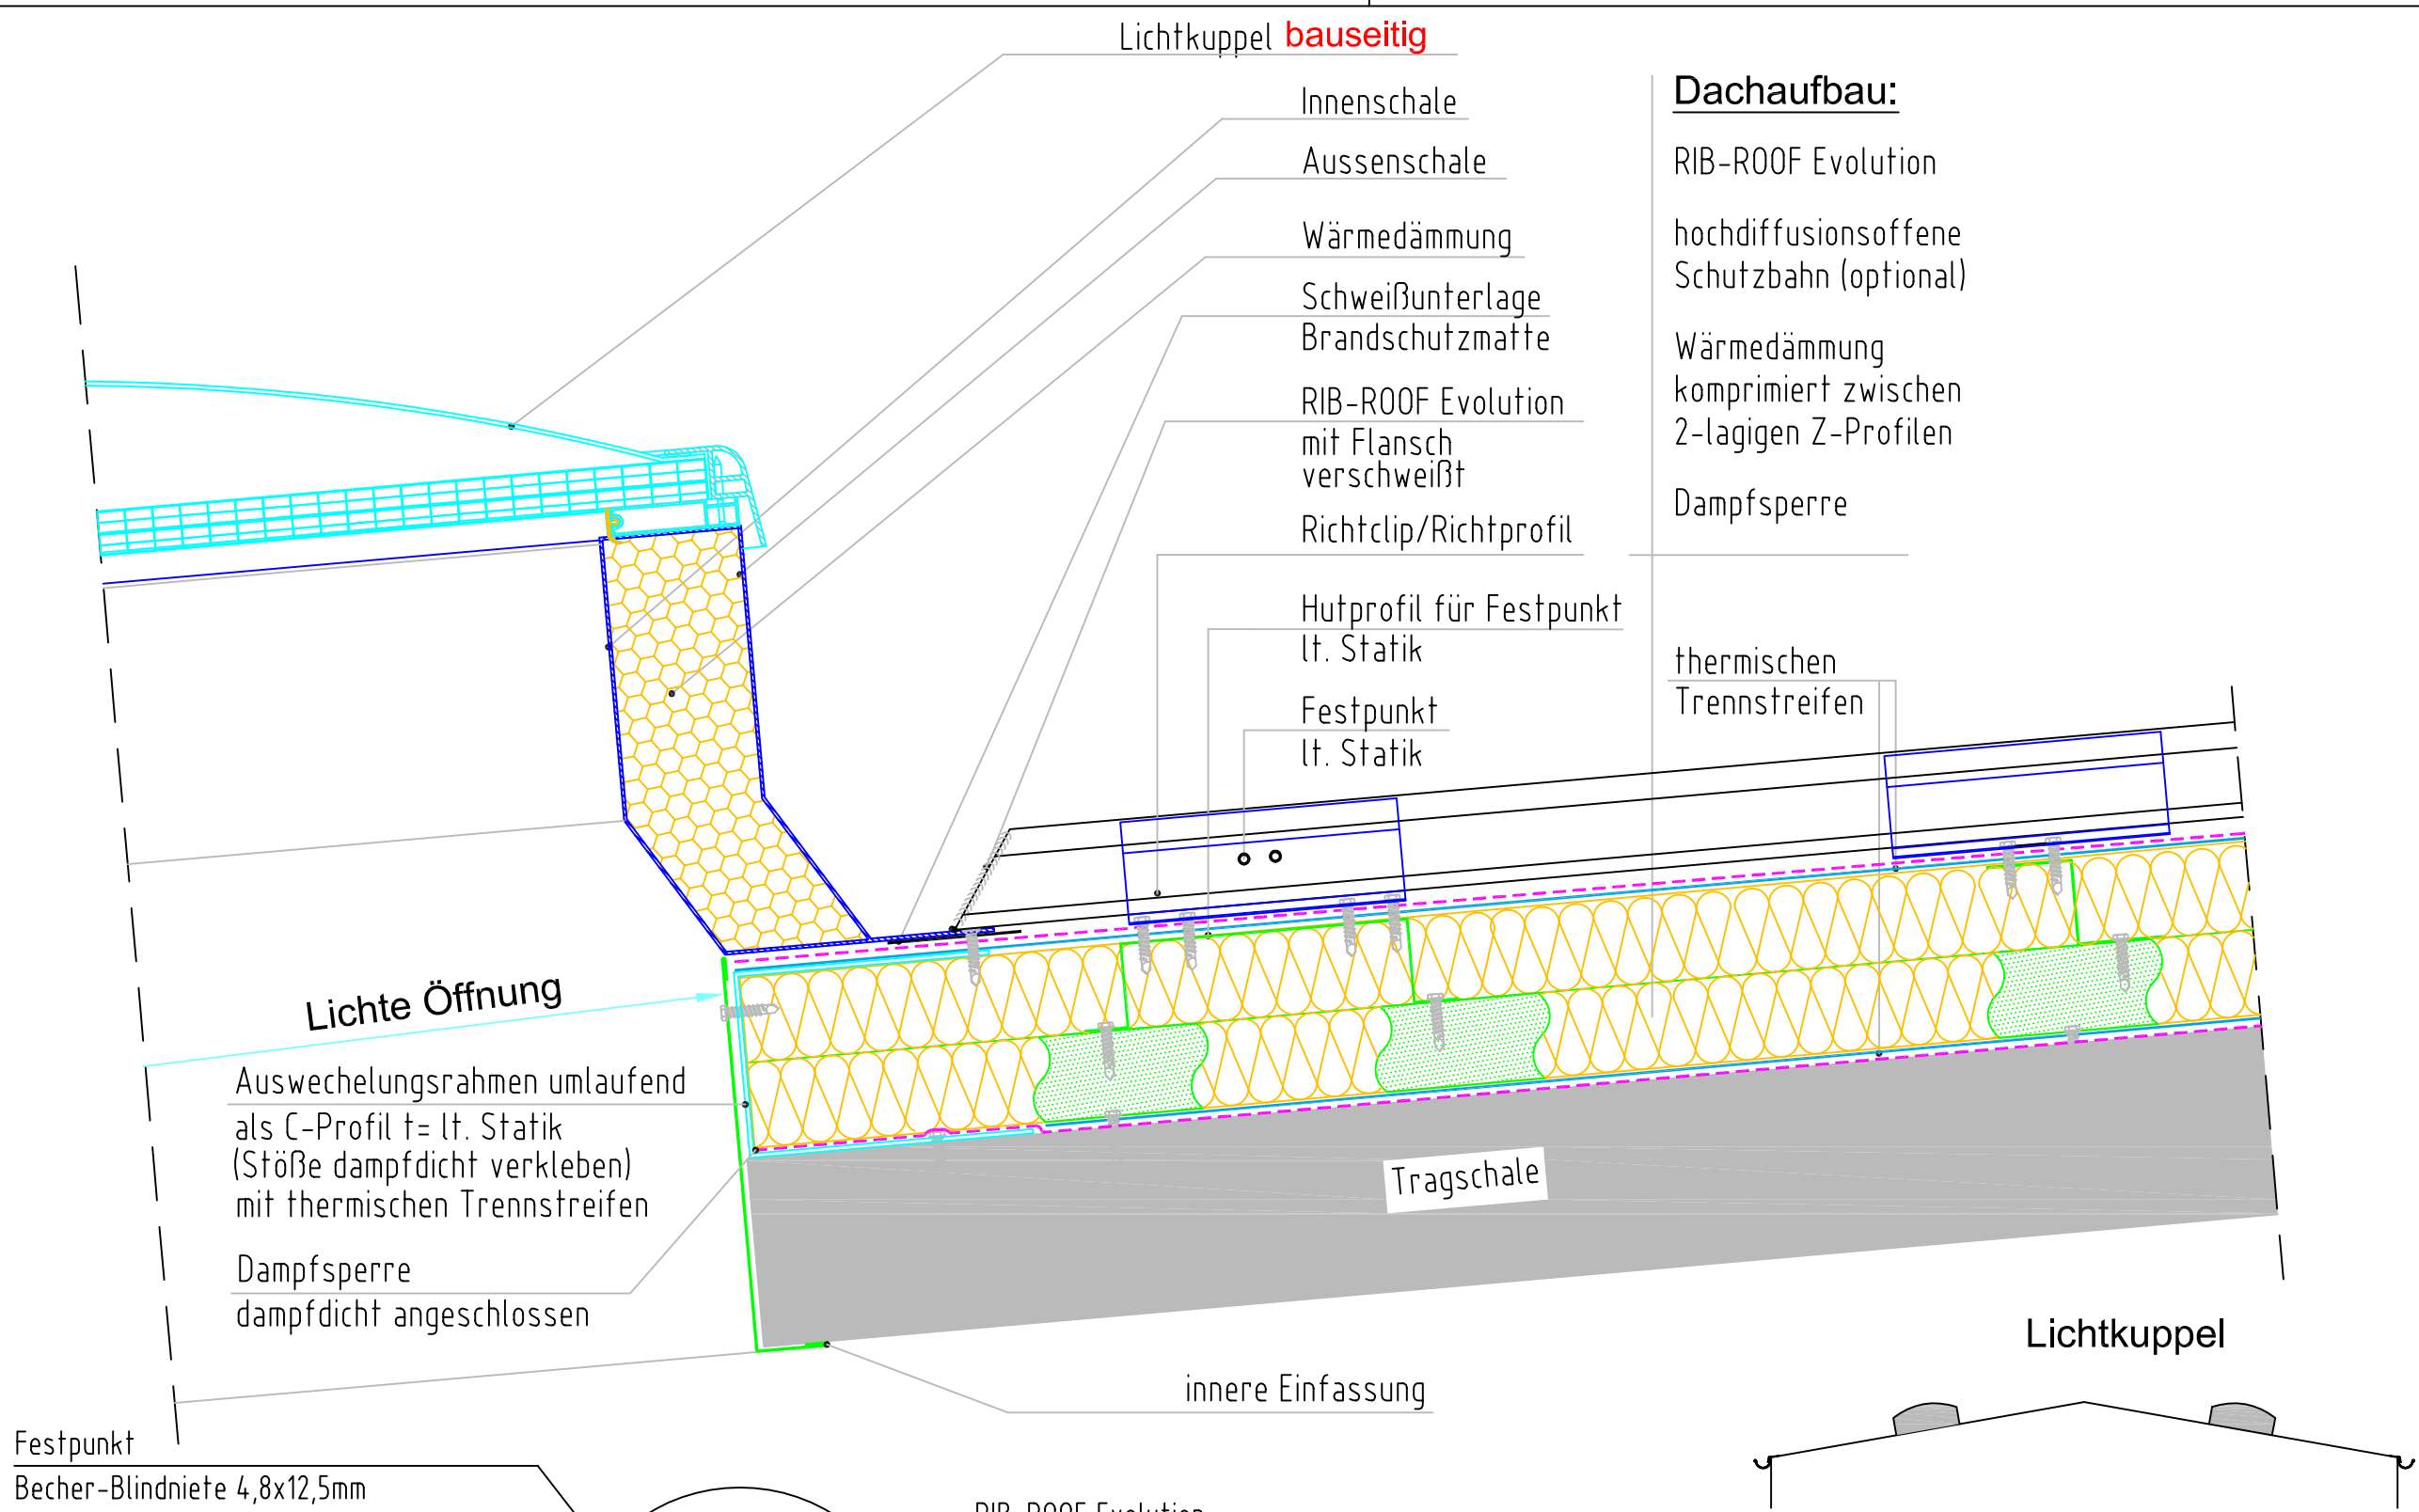 Lichtkuppel bauseitig
Innenschale
Aussenschale
Wärmedämmung
Schweißunterlage
Brandschutzmatte
RIB-ROOF Evolution
mit Flansch
verschweißt
Richtclip/Richtprofil
Hutprofil für Festpunkt
lt. Statik
Festpunkt
lt. Statik
Dachaufbau:
RIB-ROOF Evolution
hochdiffusionsoffene
Schutzbahn (optional)
Wärmedämmung
komprimiert zwischen
2-lagigen Z-Profilen
Dampfsperre
thermischen
Trennstreifen
Lichte Öffnung
Auswechelungsrahmen umlaufend
als C-Profil t= lt. Statik
(Stöße dampfdicht verkleben)
mit thermischen Trennstreifen
Dampfsperre
dampfdicht angeschlossen
Tragschale
innere Einfassung
Lichtkuppel
Festpunkt
Becher-Blindniete 4,8x12,5mm
RIB-ROOF Evolution